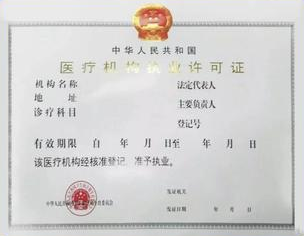 中华人民共和国
医疗机构执业许可证
机构名称 法定代表人
地址 主要负责人
诊疗科目 登记号
有效期限 自 年 月 日至 年 月 日
该医疗机构经核准登记，准予执业。
发证机关
发证日期 年 月 日